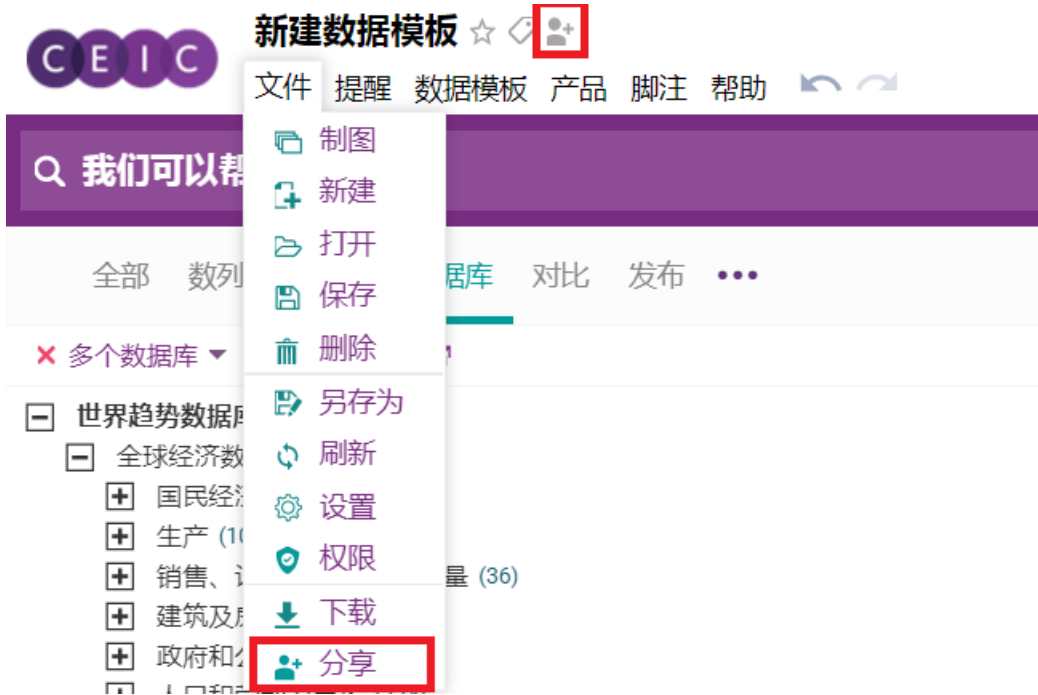 CEIC
新建数据模板
文件 提醒 数据模板 产品 脚注 帮助
制图
我们可以帮
新建
打开
全部 数列 据库 对比 发布 •••
保存
删除
多个数据库
另存为
世界趋势数据库
刷新
全球经济数
国民经济
设置
生产 (10
权限
销售、 量 (36)
建筑及房
下载
政府和公
分享